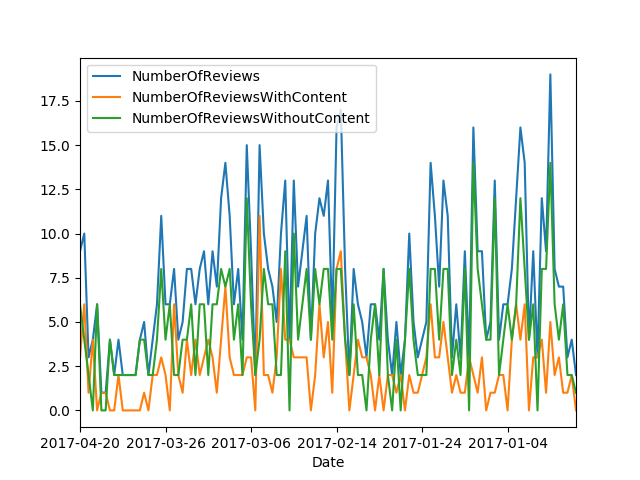 NumberOfReviews
NumberOfReviewsWithContent
NumberOfReviewsWithoutContent
17.5
15.0
12.5
10.0
7.5
5.0
2.5
0.0
2017-04-20 2017-03-26 2017-03-06 2017-02-14 2017-01-24 2017-01-04
Date